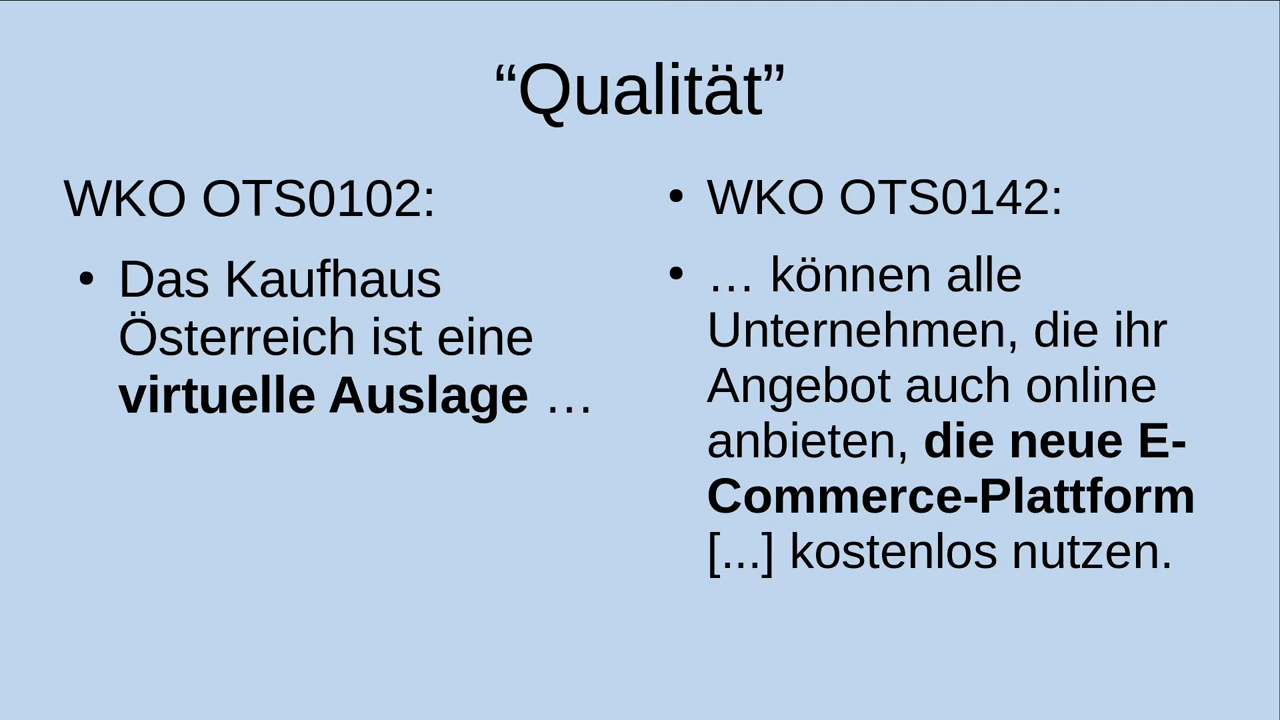 “Qualität”
WKO OTS0102:
• Das Kaufhaus
Österreich ist eine
virtuelle Auslage …
• WKO OTS0142:
• … können alle
Unternehmen, die ihr
Angebot auch online
anbieten, die neue E-
Commerce-Plattform
[...] kostenlos nutzen.